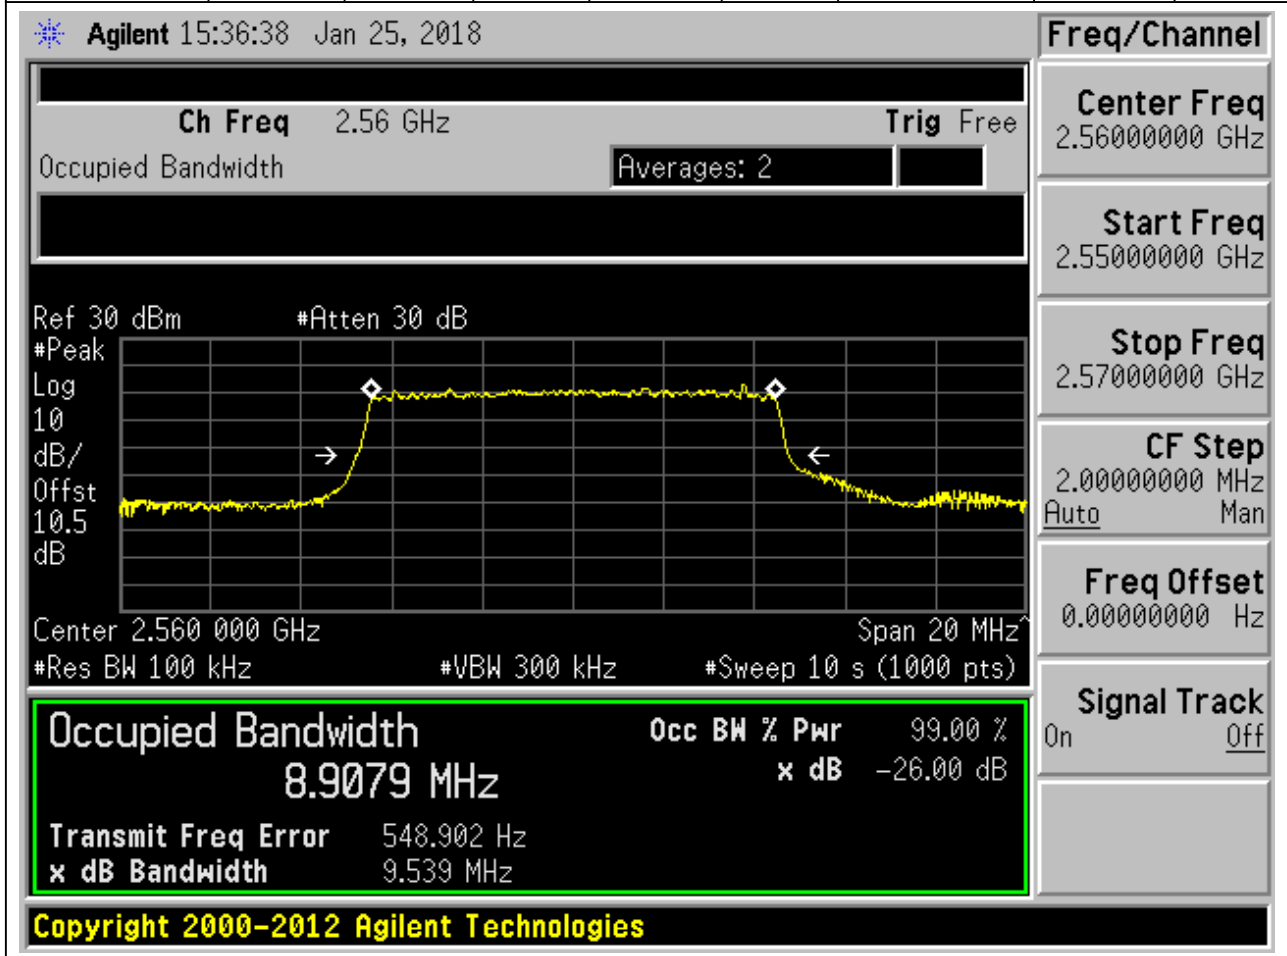 Agilent 15:36:38 Jan 25, 2018
Freq/Channel
Ch Freq 2.56 GHz Trig Free
Occupied Bandwidth Averages: 2
Center Freq
2.56000000 GHz
Start Freq
2.55000000 GHz
Stop Freq
2.57000000 GHz
CF Step
2.00000000 MHz
Auto Man
Freq Offset
0.00000000 Hz
Signal Track
On Off
Ref 30 dBm #Atten 30 dB
#Peak
Log
10
dB/
Offst
10.5
dB
Center 2.560 000 GHz Span 20 MHz^
#Res BW 100 kHz #VBW 300 kHz #Sweep 10 s (1000 pts)
Occupied Bandwidth Occ BW % Pwr 99.00 %
8.9079 MHz x dB -26.00 dB
Transmit Freq Error 548.902 Hz
x dB Bandwidth 9.539 MHz
Copyright 2000-2012 Agilent Technologies